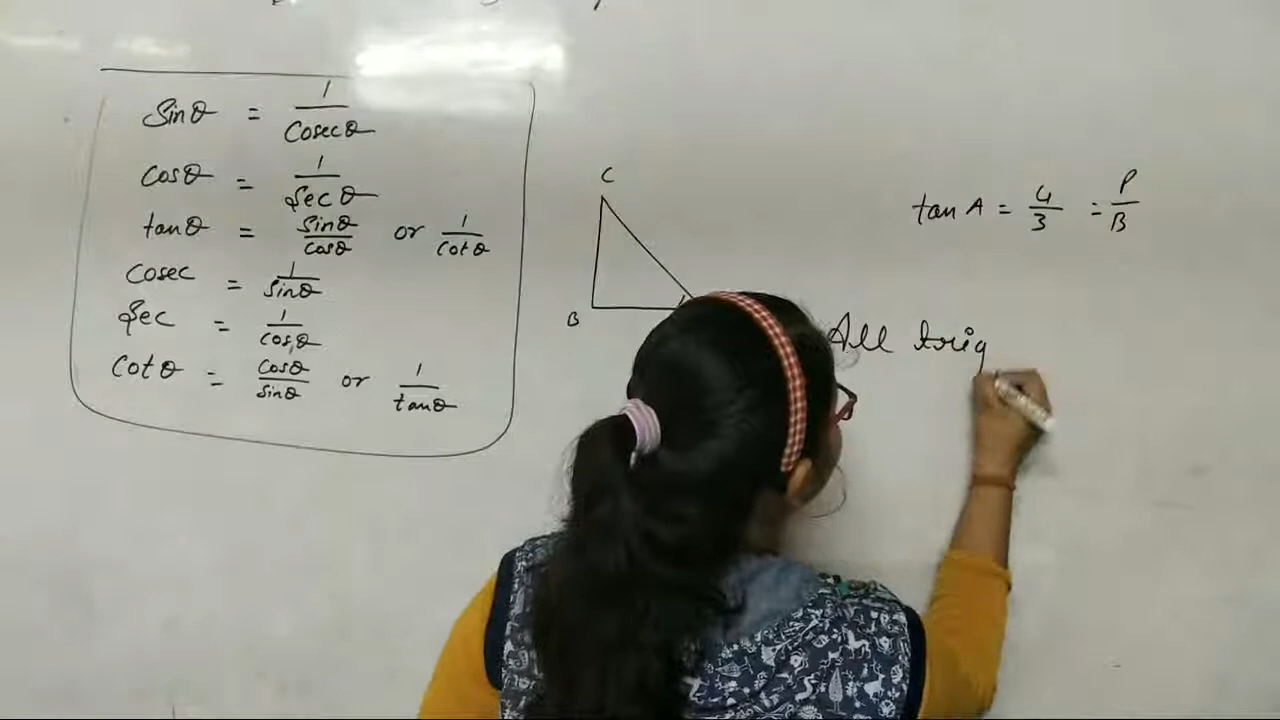 Sinθ = 1/Cosecθ
Cosθ = 1/Secθ
tanθ = Sinθ/Cosθ or 1/Cotθ
Cosec = 1/Sinθ
Sec = 1/Cosθ
Cotθ = Cosθ/Sinθ or 1/tanθ
C
B
tan A = 4/3 = P/B
All trig